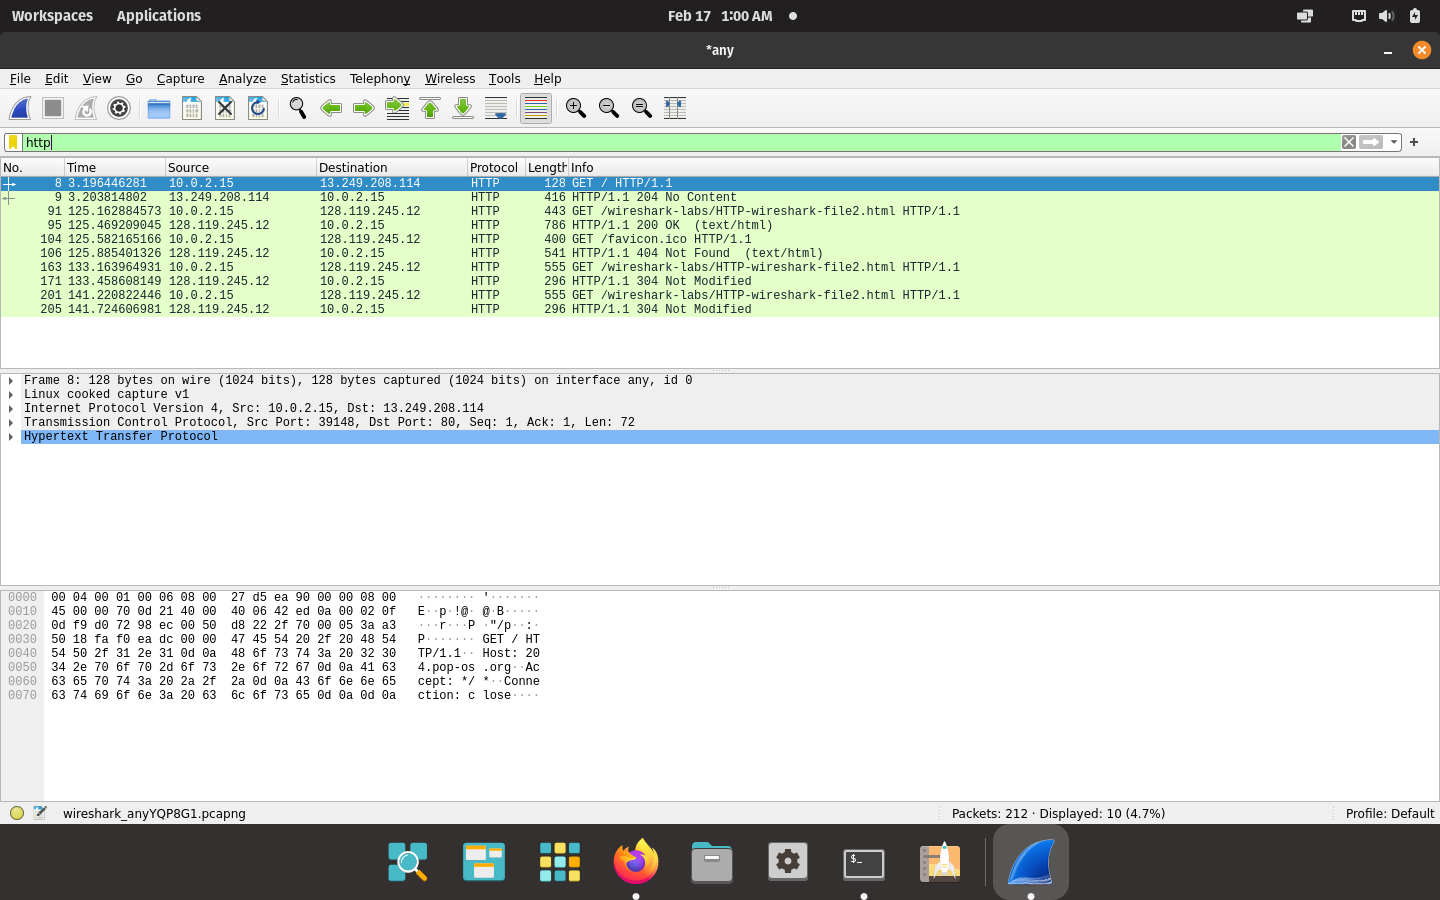 Workspaces Applications Feb 17 1:00 AM
*any
File Edit View Go Capture Analyze Statistics Telephony Wireless Tools Help
http
No. Time Source Destination Protocol Length Info
8 3.196446281 10.0.2.15 13.249.208.114 HTTP 128 GET / HTTP/1.1
9 3.203814802 13.249.208.114 10.0.2.15 HTTP 416 HTTP/1.1 204 No Content
91 125.162884573 10.0.2.15 128.119.245.12 HTTP 443 GET /wireshark-labs/HTTP-wireshark-file2.html HTTP/1.1
95 125.469209045 128.119.245.12 10.0.2.15 HTTP 786 HTTP/1.1 200 OK  (text/html)
104 125.582165166 10.0.2.15 128.119.245.12 HTTP 400 GET /favicon.ico HTTP/1.1
106 125.885401326 128.119.245.12 10.0.2.15 HTTP 541 HTTP/1.1 404 Not Found  (text/html)
163 133.163964931 10.0.2.15 128.119.245.12 HTTP 555 GET /wireshark-labs/HTTP-wireshark-file2.html HTTP/1.1
171 133.458608149 128.119.245.12 10.0.2.15 HTTP 296 HTTP/1.1 304 Not Modified
201 141.220822446 10.0.2.15 128.119.245.12 HTTP 555 GET /wireshark-labs/HTTP-wireshark-file2.html HTTP/1.1
205 141.724606981 128.119.245.12 10.0.2.15 HTTP 296 HTTP/1.1 304 Not Modified
Frame 8: 128 bytes on wire (1024 bits), 128 bytes captured (1024 bits) on interface any, id 0
Linux cooked capture v1
Internet Protocol Version 4, Src: 10.0.2.15, Dst: 13.249.208.114
Transmission Control Protocol, Src Port: 39148, Dst Port: 80, Seq: 1, Ack: 1, Len: 72
Hypertext Transfer Protocol
0000 00 04 00 01 00 06 08 00 27 d5 ea 90 00 00 08 00 ········ '·······
0010 45 00 00 70 0d 21 40 00 40 06 42 ed 0a 00 02 0f E··p·!@· @·B·····
0020 0d f9 d0 72 98 ec 00 50 d8 22 2f 70 00 05 3a a3 ···r···P ·"/p··:·
0030 50 18 fa f0 ea dc 00 00 47 45 54 20 2f 20 48 54 P······· GET / HT
0040 54 50 2f 31 2e 31 0d 0a 48 6f 73 74 3a 20 32 30 TP/1.1·· Host: 20
0050 34 2e 70 6f 70 2d 6f 73 2e 6f 72 67 0d 0a 41 63 4.pop-os .org··Ac
0060 63 65 70 74 3a 20 2a 2f 2a 0d 0a 43 6f 6e 6e 65 cept: */ *··Conne
0070 63 74 69 6f 6e 3a 20 63 6c 6f 73 65 0d 0a 0d 0a ction: c lose····
wireshark_anyYQP8G1.pcapng Packets: 212 · Displayed: 10 (4.7%) Profile: Default
$_